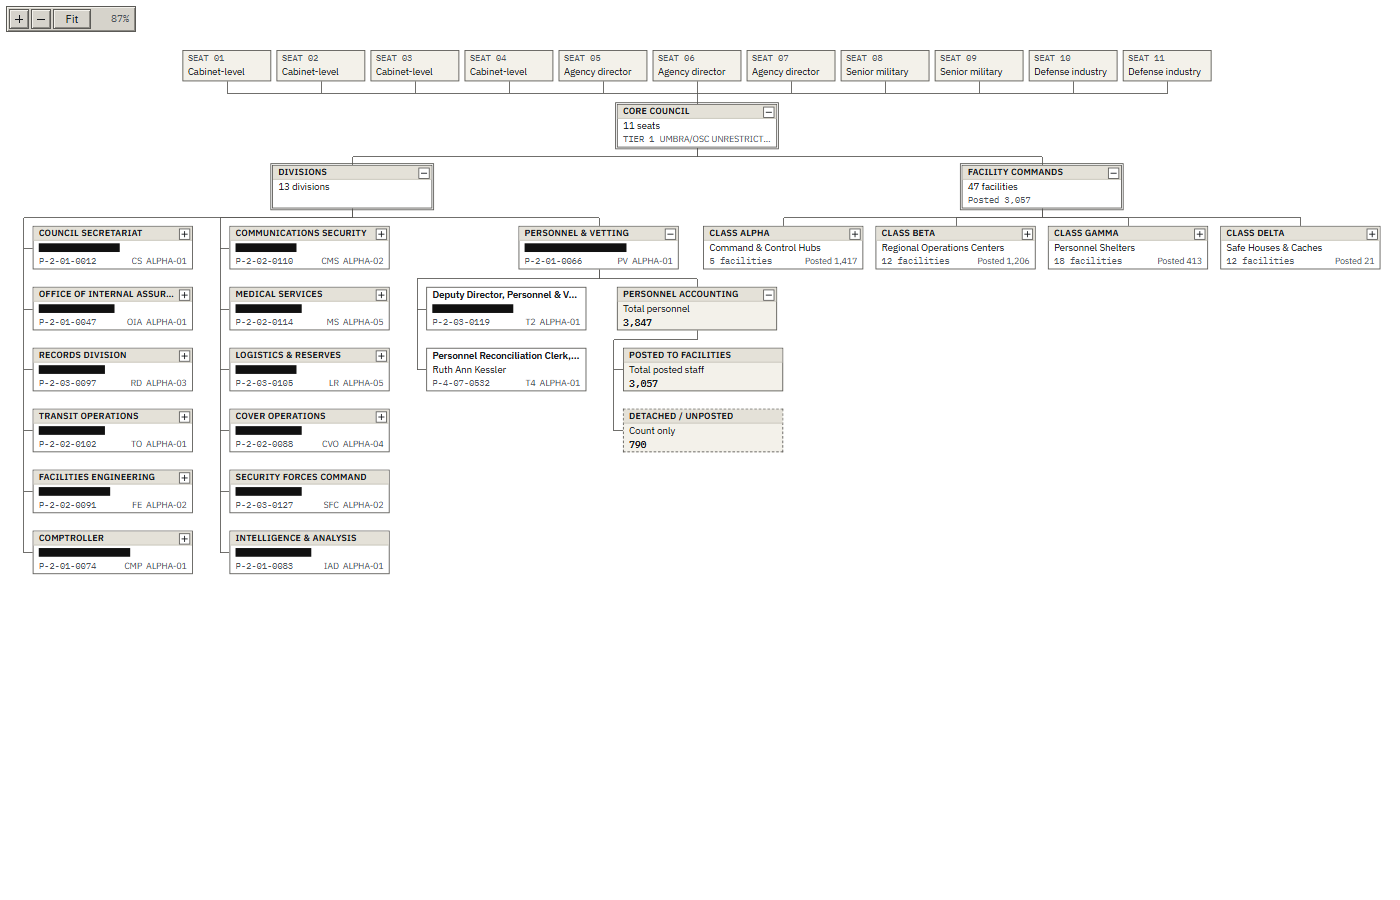 + − Fit 87%
SEAT 01
Cabinet-level
SEAT 02
Cabinet-level
SEAT 03
Cabinet-level
SEAT 04
Cabinet-level
SEAT 05
Agency director
SEAT 06
Agency director
SEAT 07
Agency director
SEAT 08
Senior military
SEAT 09
Senior military
SEAT 10
Defense industry
SEAT 11
Defense industry
CORE COUNCIL −
11 seats
TIER 1 UMBRA/OSC UNRESTRICT...
DIVISIONS −
13 divisions
FACILITY COMMANDS −
47 facilities
Posted 3,057
COUNCIL SECRETARIAT +
P-2-01-0012 CS ALPHA-01
OFFICE OF INTERNAL ASSUR... +
P-2-01-0047 OIA ALPHA-01
RECORDS DIVISION +
P-2-03-0097 RD ALPHA-03
TRANSIT OPERATIONS +
P-2-02-0102 TO ALPHA-01
FACILITIES ENGINEERING +
P-2-02-0091 FE ALPHA-02
COMPTROLLER +
P-2-01-0074 CMP ALPHA-01
COMMUNICATIONS SECURITY +
P-2-02-0110 CMS ALPHA-02
MEDICAL SERVICES +
P-2-02-0114 MS ALPHA-05
LOGISTICS & RESERVES +
P-2-03-0105 LR ALPHA-05
COVER OPERATIONS +
P-2-02-0088 CVO ALPHA-04
SECURITY FORCES COMMAND
P-2-03-0127 SFC ALPHA-02
INTELLIGENCE & ANALYSIS
P-2-01-0083 IAD ALPHA-01
PERSONNEL & VETTING −
P-2-01-0066 PV ALPHA-01
Deputy Director, Personnel & V...
P-2-03-0119 T2 ALPHA-01
Personnel Reconciliation Clerk,...
Ruth Ann Kessler
P-4-07-0532 T4 ALPHA-01
PERSONNEL ACCOUNTING −
Total personnel
3,847
POSTED TO FACILITIES
Total posted staff
3,057
DETACHED / UNPOSTED
Count only
790
CLASS ALPHA +
Command & Control Hubs
5 facilities Posted 1,417
CLASS BETA +
Regional Operations Centers
12 facilities Posted 1,206
CLASS GAMMA +
Personnel Shelters
18 facilities Posted 413
CLASS DELTA +
Safe Houses & Caches
12 facilities Posted 21